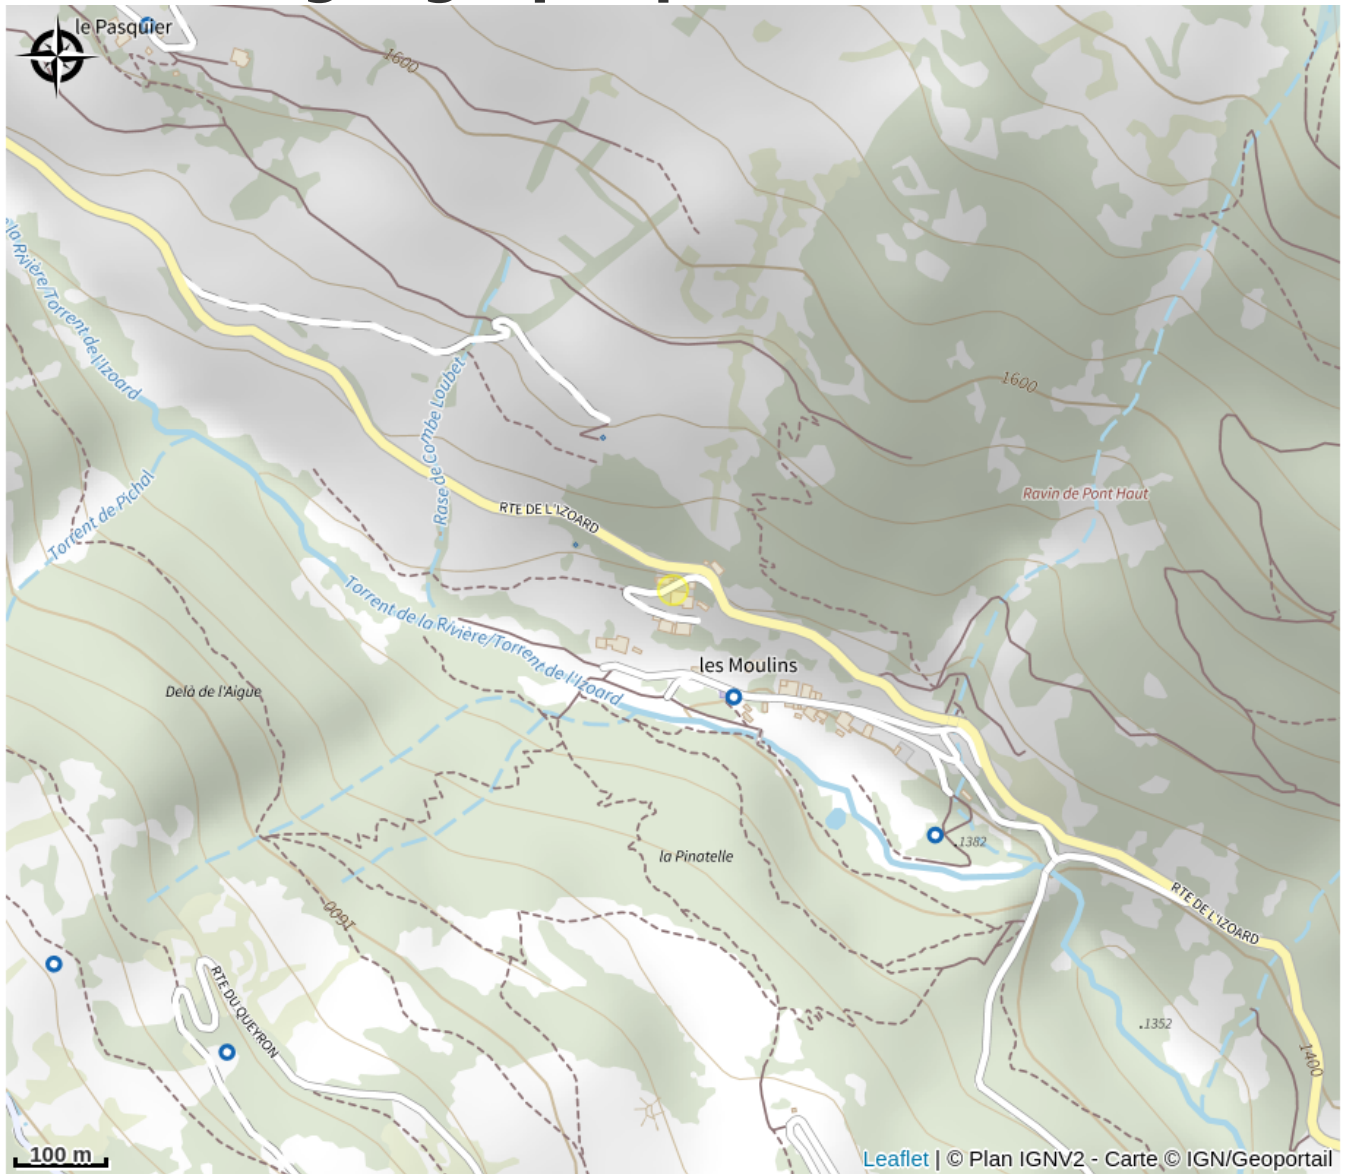 le Pasquier
1600
la Rivière/Torrent de l'Izoard
Rase de Combe Loubet
1600
Torrent de Pichal
RTE DE L'IZOARD
Ravin de Pont Haut
Torrent de la Rivière/Torrent de l'Izoard
les Moulins
Delà de l'Aigue
.1382
la Pinatelle
RTE DE L'IZOARD
1600
RTE DU QUEYRON
.1352
1400
100 m
Leaflet | © Plan IGNV2 - Carte © IGN/Geoportail